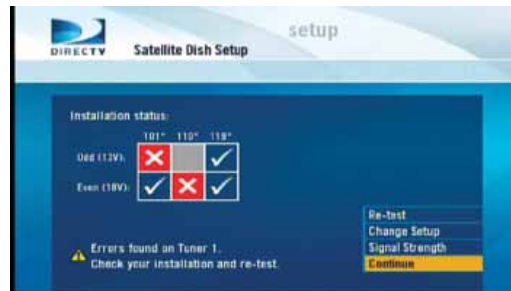 setup
DIRECTV
Satellite Dish Setup
Installation status:
101° 110° 119°
Odd (13V):
Even (18V):
Re-test
Change Setup
Signal Strength
Continue
Errors found on Tuner 1.
Check your installation and re-test.